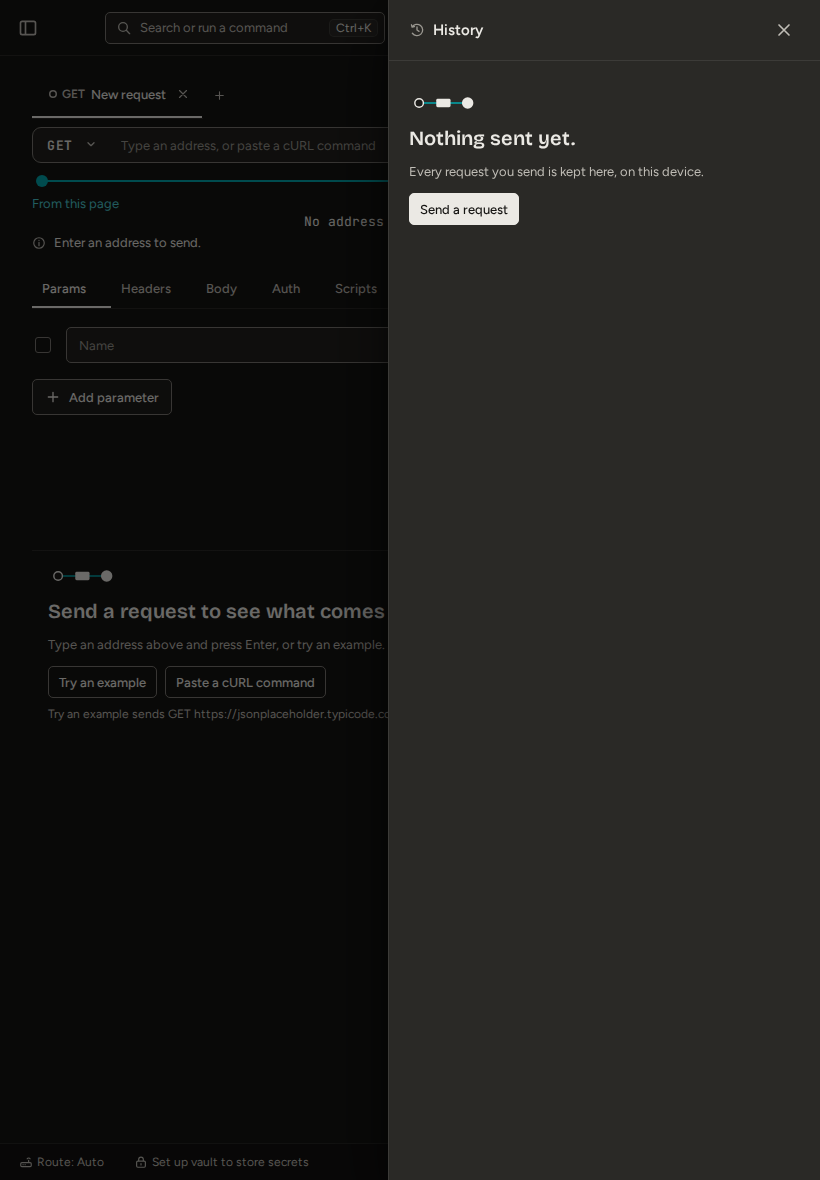 Search or run a command Ctrl+K
GET New request
GET Type an address, or paste a cURL command
From this page
No address
Enter an address to send.
Params Headers Body Auth Scripts
Name
Add parameter
Send a request to see what comes
Type an address above and press Enter, or try an example.
Try an example Paste a cURL command
Try an example sends GET https://jsonplaceholder.typicode.co
Route: Auto Set up vault to store secrets
History
Nothing sent yet.
Every request you send is kept here, on this device.
Send a request